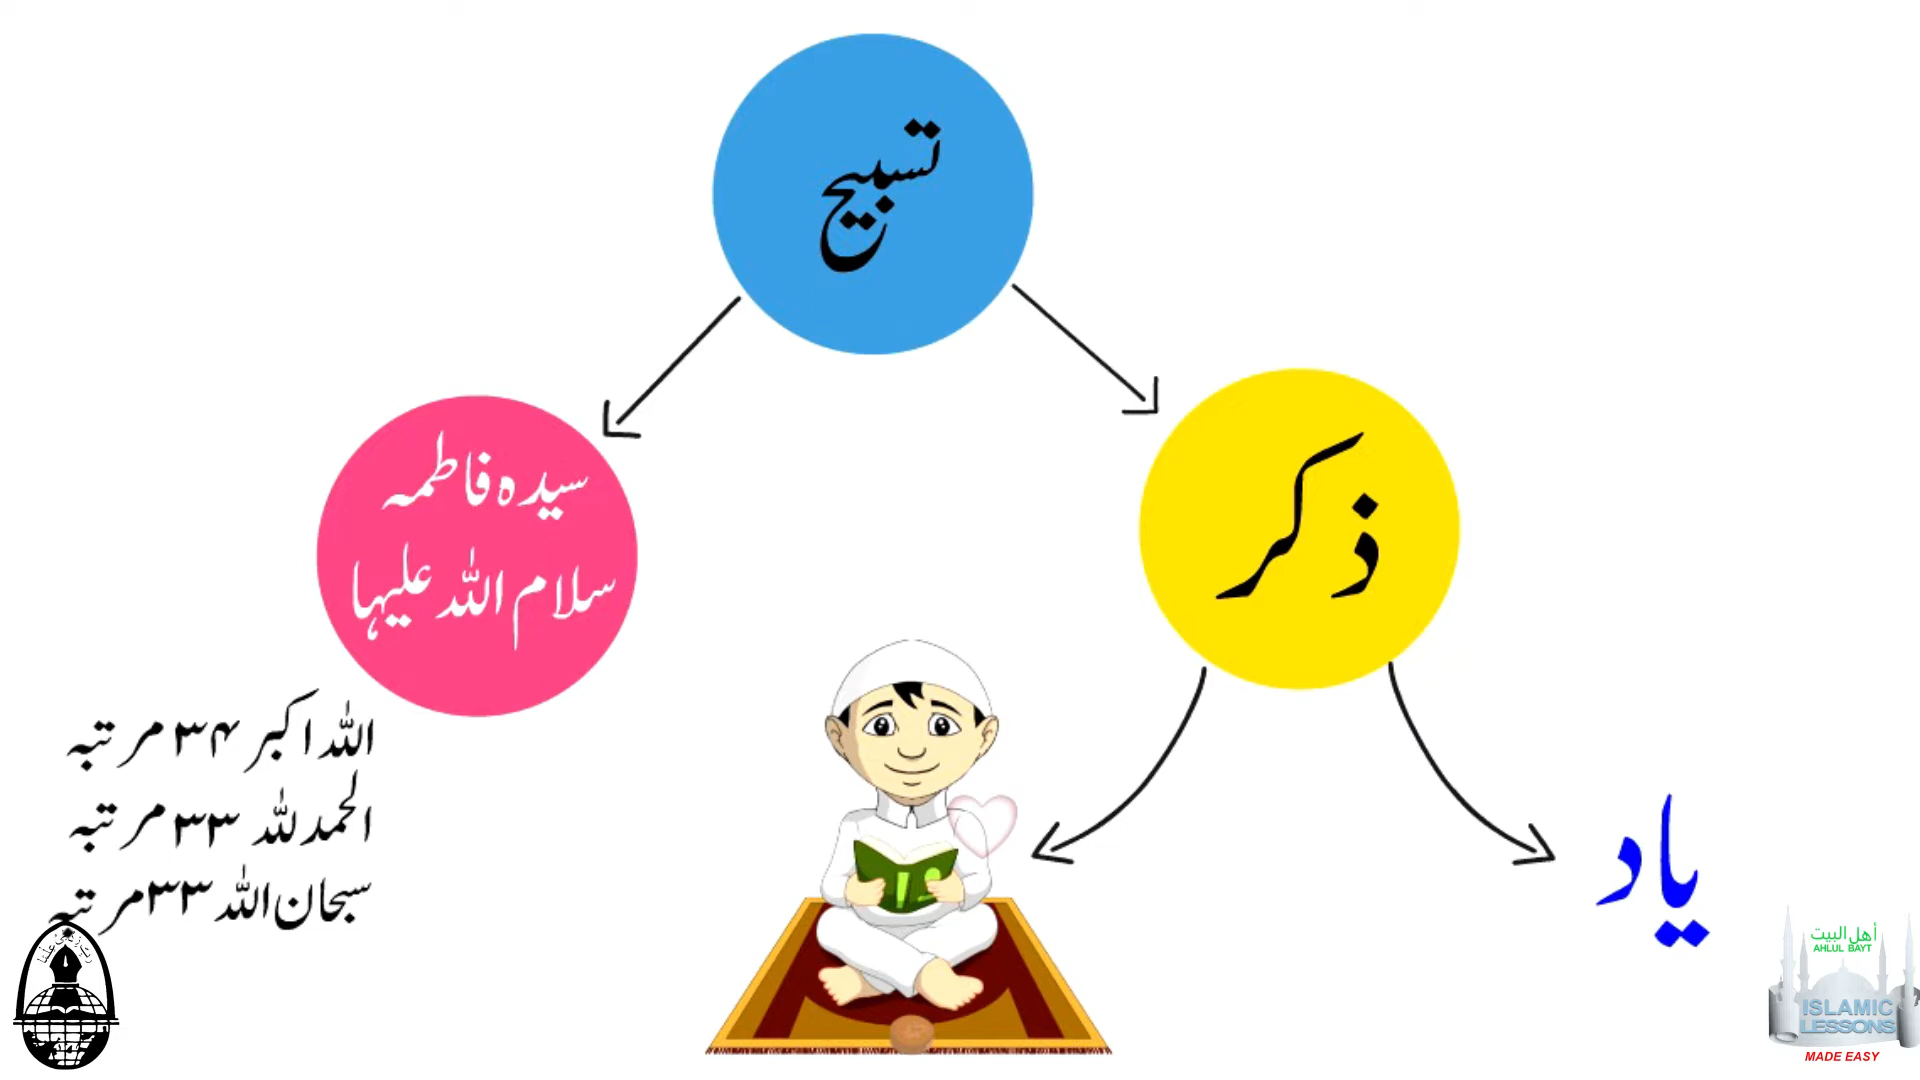 تسبیح
سیدہ فاطمہ
سلام اللہ علیہا
ذکر
اللہ اکبر ۳۴ مرتبہ
الحمدللہ ۳۳ مرتبہ
سبحان اللہ ۳۳ مرتبہ
یاد
أهل البيت
AHLUL BAYT
ISLAMIC
LESSONS
MADE EASY